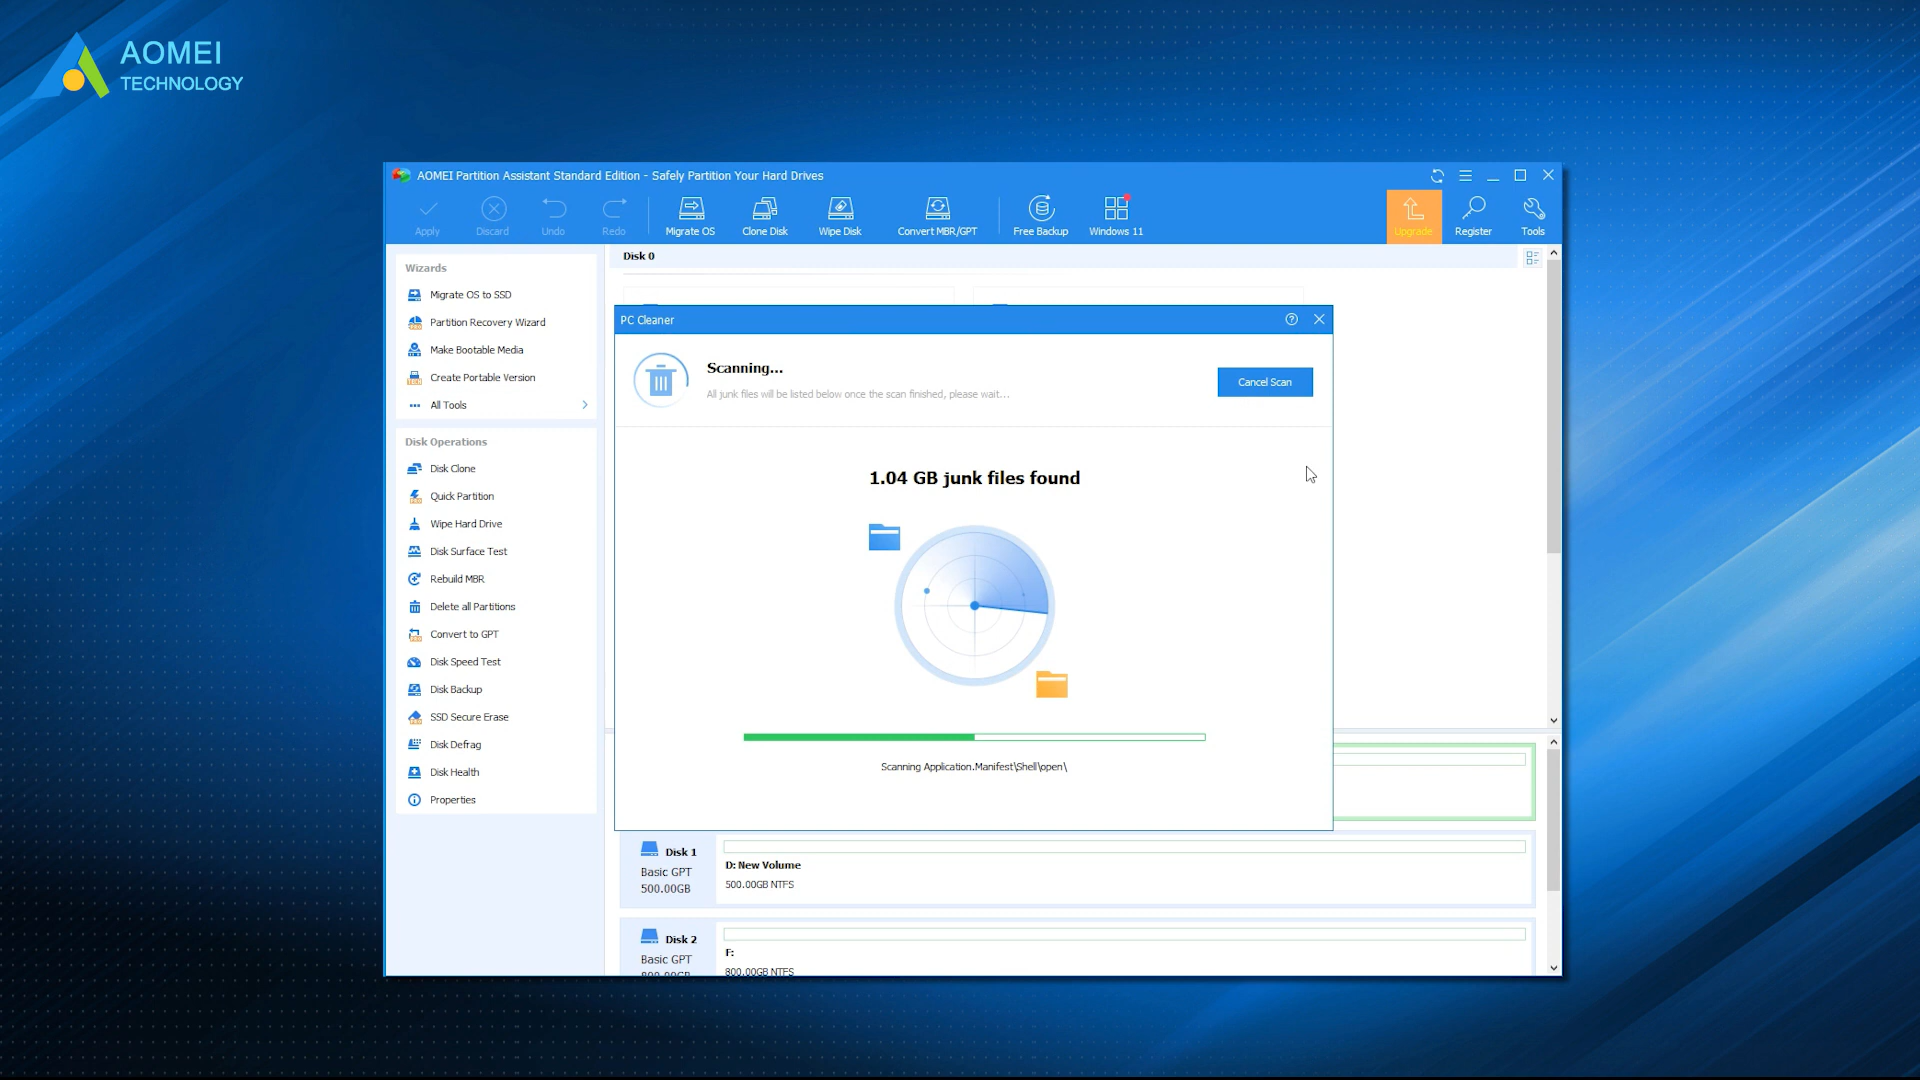 AOMEI
TECHNOLOGY
AOMEI Partition Assistant Standard Edition - Safely Partition Your Hard Drives
Apply
Discard
Undo
Redo
Migrate OS
Clone Disk
Wipe Disk
Convert MBR/GPT
Free Backup
Windows 11
Upgrade
Register
Tools
Wizards
Migrate OS to SSD
Partition Recovery Wizard
Make Bootable Media
Create Portable Version
All Tools
Disk Operations
Disk Clone
Quick Partition
Wipe Hard Drive
Disk Surface Test
Rebuild MBR
Delete all Partitions
Convert to GPT
Disk Speed Test
Disk Backup
SSD Secure Erase
Disk Defrag
Disk Health
Properties
Disk 0
PC Cleaner
Scanning...
All junk files will be listed below once the scan finished, please wait...
Cancel Scan
1.04 GB junk files found
Scanning Application.Manifest\Shell\open\
Disk 1
Basic GPT
500.00GB
D: New Volume
500.00GB NTFS
Disk 2
Basic GPT
800.00GB
F:
800.00GB NTFS